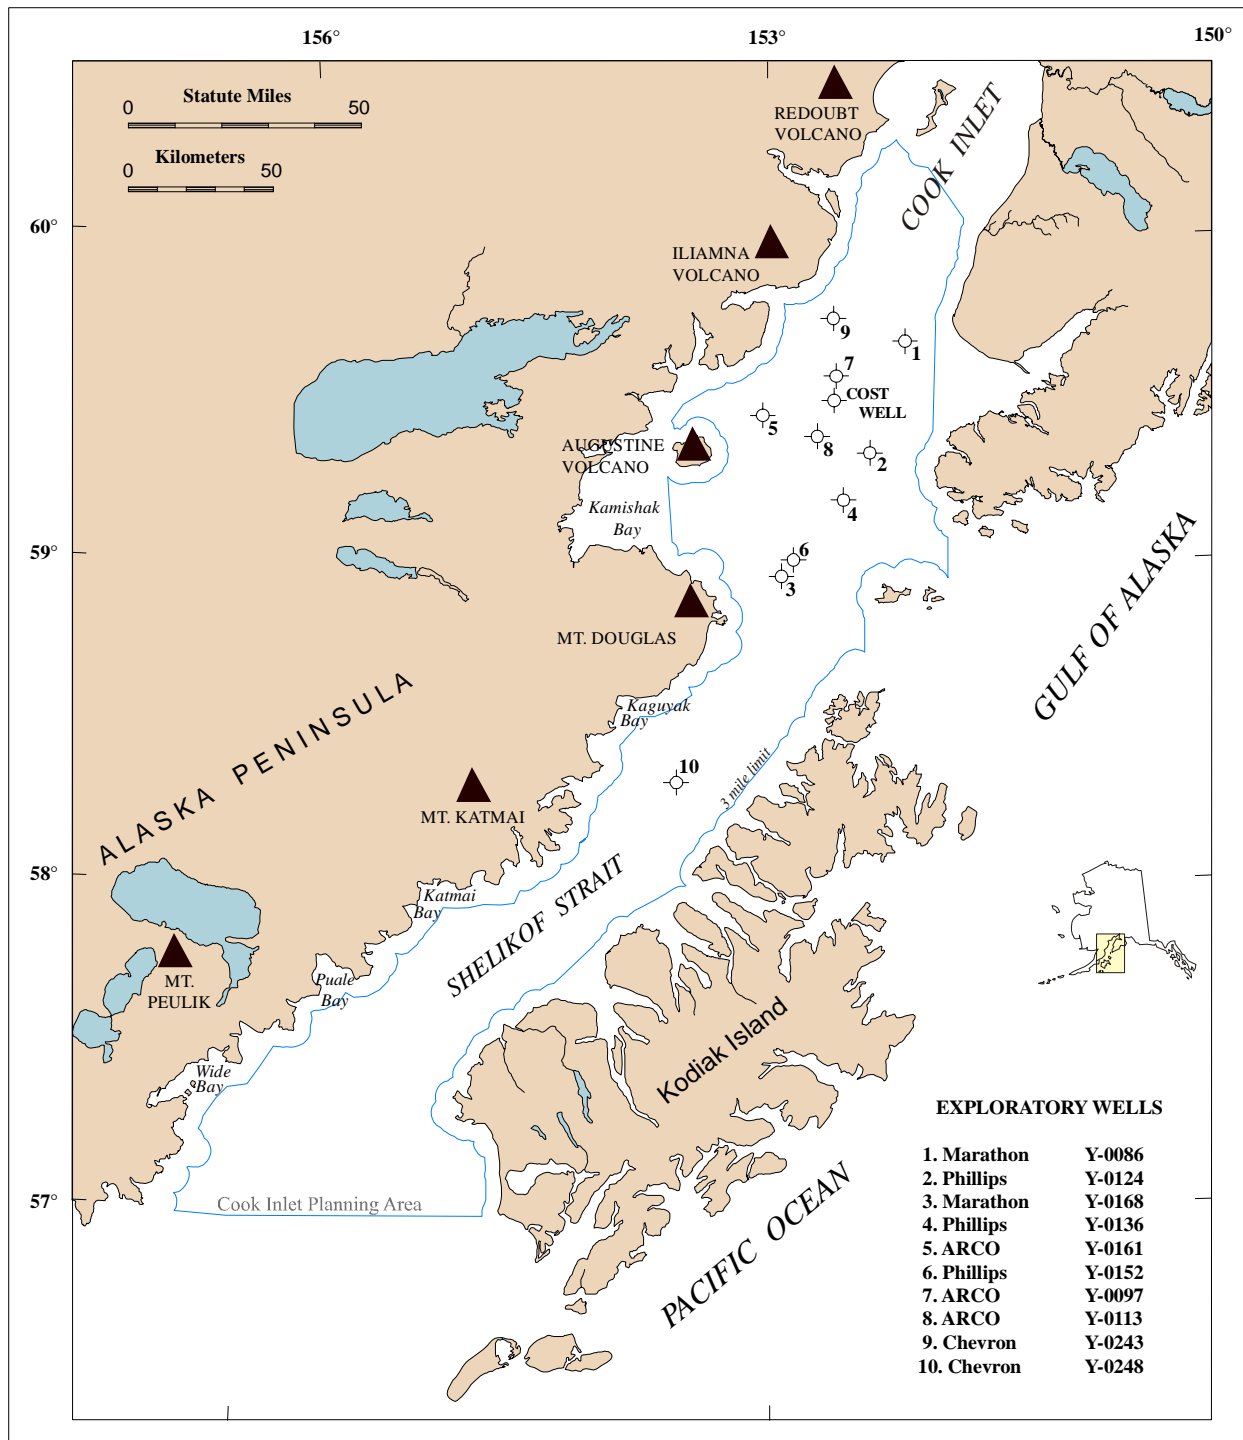 156°
153°
150°
Statute Miles
0
50
Kilometers
0
50
REDOUBT
VOLCANO
COOK INLET
60°
ILIAMNA
VOLCANO
9
1
7
COST
WELL
5
8
2
AUGUSTINE
VOLCANO
4
Kamishak
Bay
59°
6
3
MT. DOUGLAS
GULF OF ALASKA
ALASKA PENINSULA
Kaguyak
Bay
10
3 mile limit
MT. KATMAI
58°
SHELIKOF STRAIT
Katmai
Bay
MT.
PEULIK
Puale
Bay
Kodiak Island
Wide
Bay
57°
Cook Inlet Planning Area
PACIFIC OCEAN
EXPLORATORY WELLS
1. Marathon Y-0086
2. Phillips Y-0124
3. Marathon Y-0168
4. Phillips Y-0136
5. ARCO Y-0161
6. Phillips Y-0152
7. ARCO Y-0097
8. ARCO Y-0113
9. Chevron Y-0243
10. Chevron Y-0248